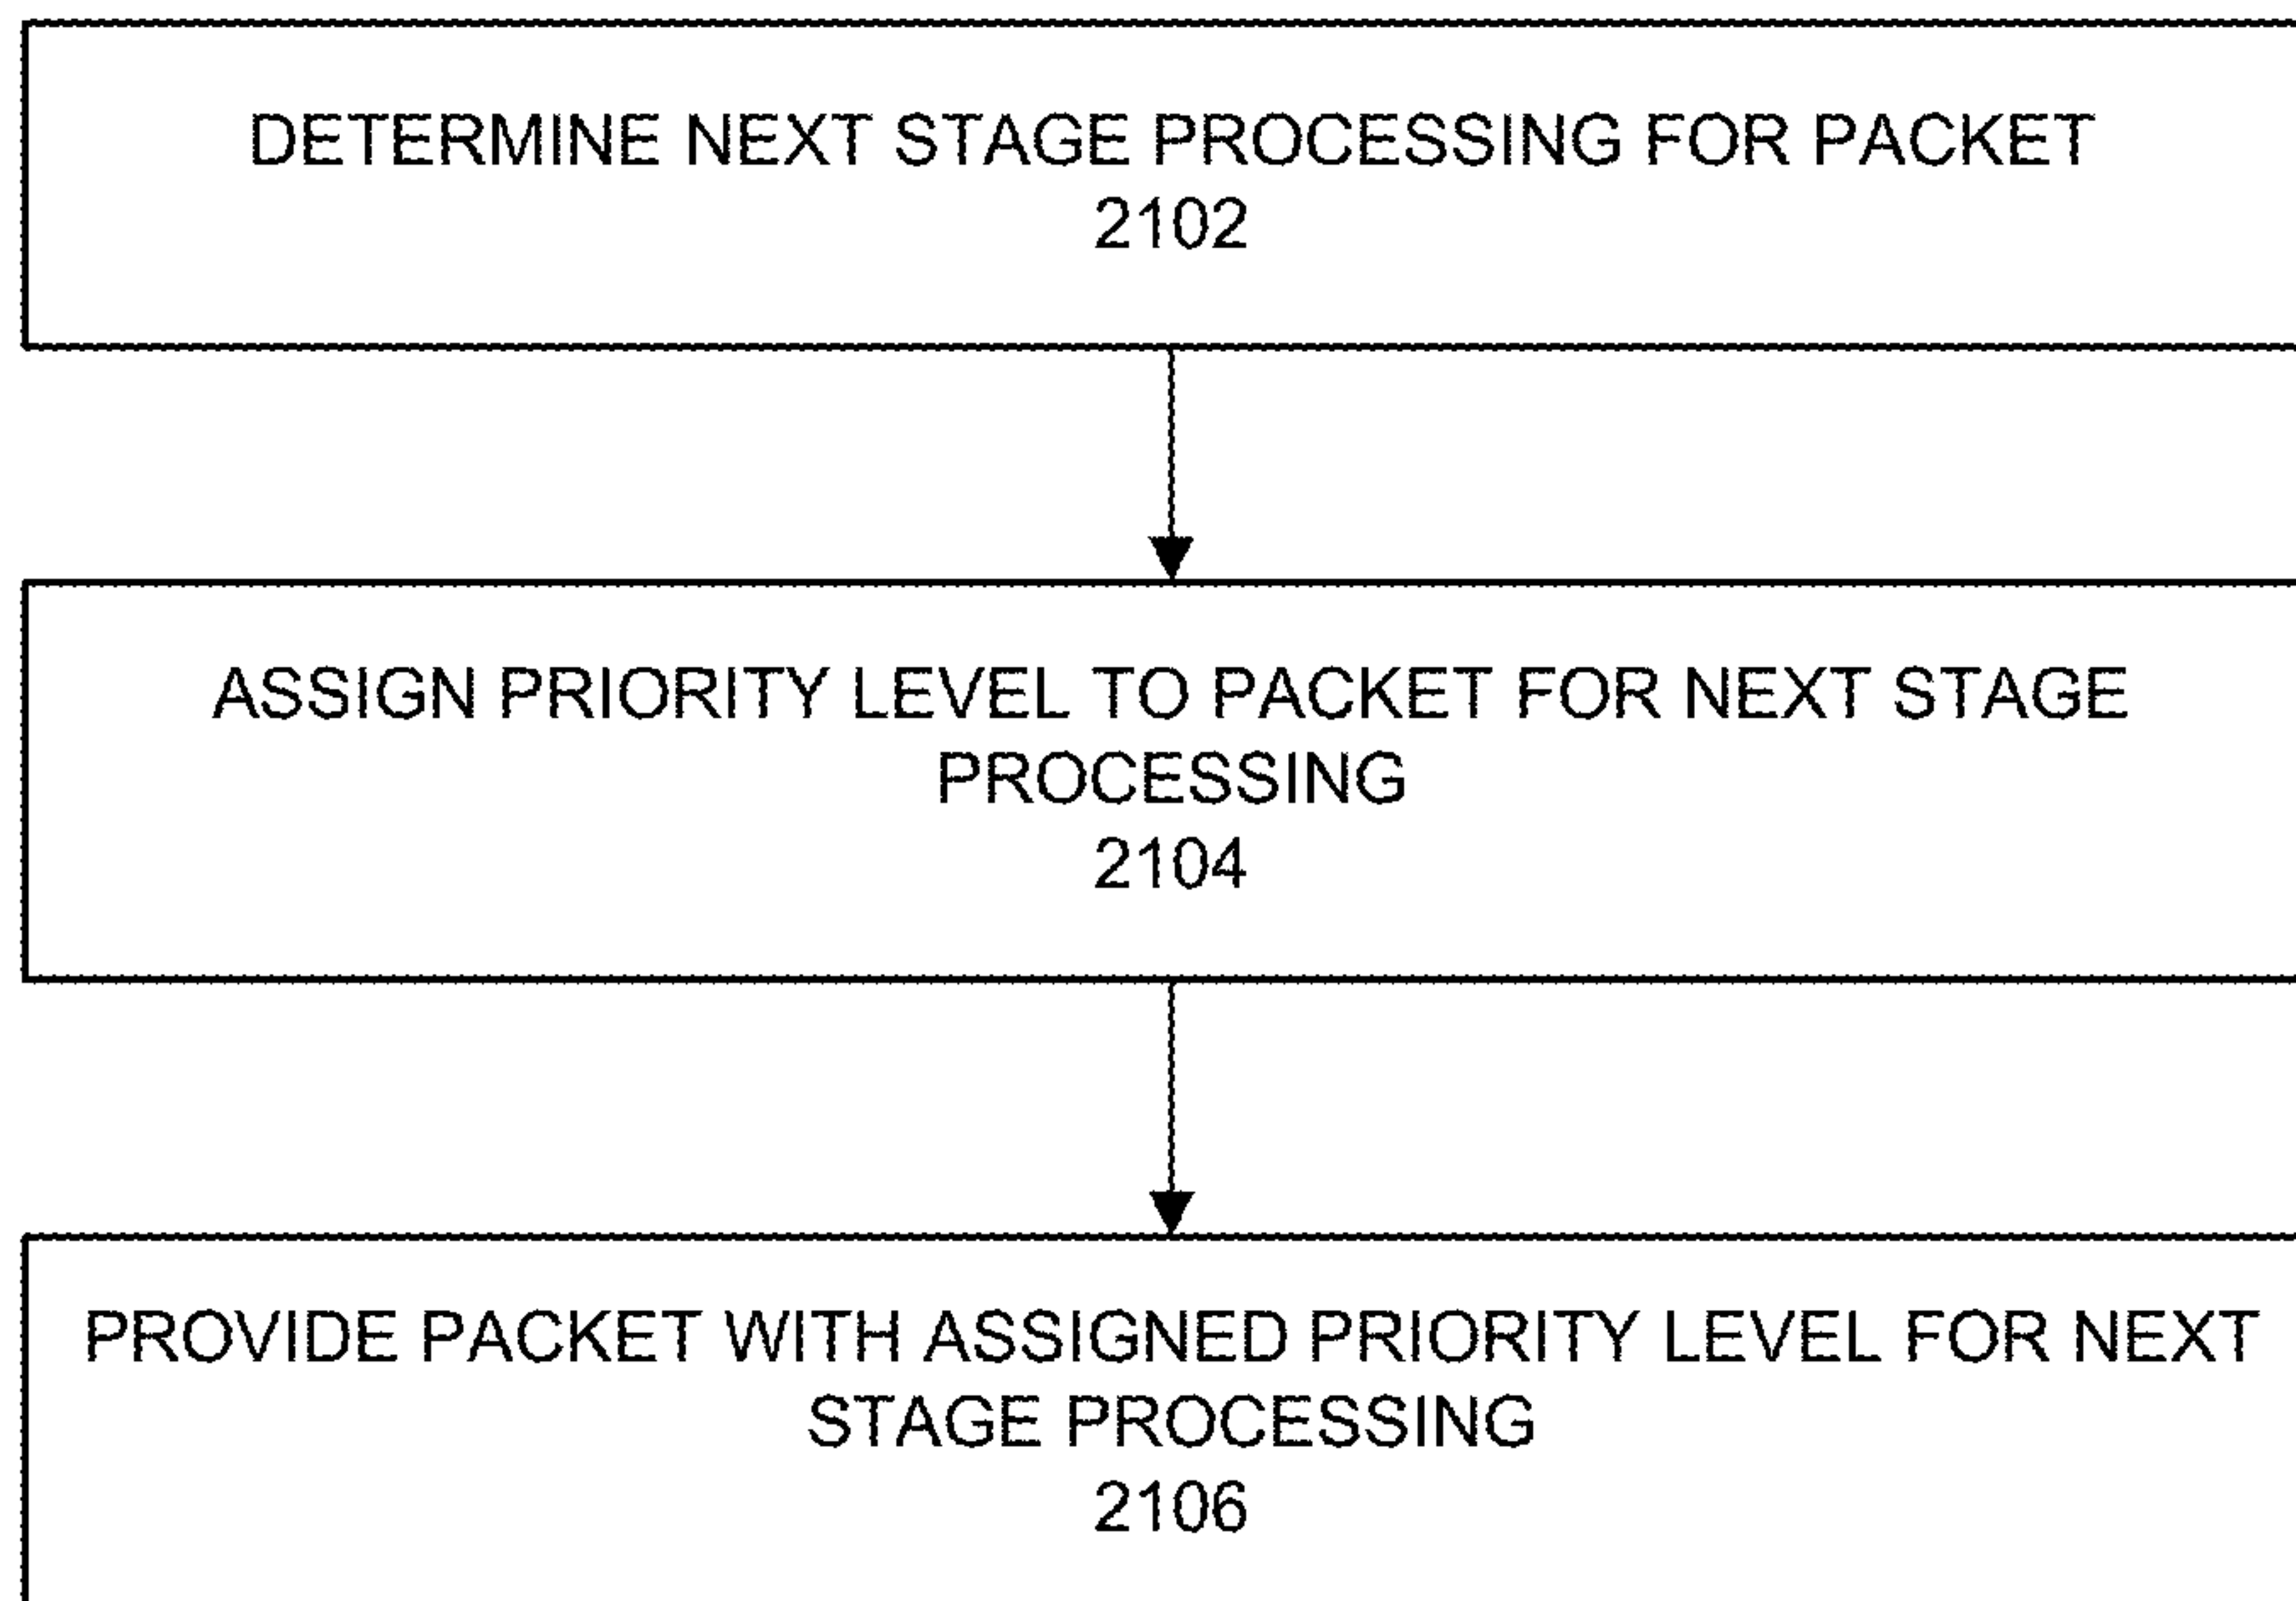 DETERMINE NEXT STAGE PROCESSING FOR PACKET
2102
ASSIGN PRIORITY LEVEL TO PACKET FOR NEXT STAGE
PROCESSING
2104
PROVIDE PACKET WITH ASSIGNED PRIORITY LEVEL FOR NEXT
STAGE PROCESSING
2106